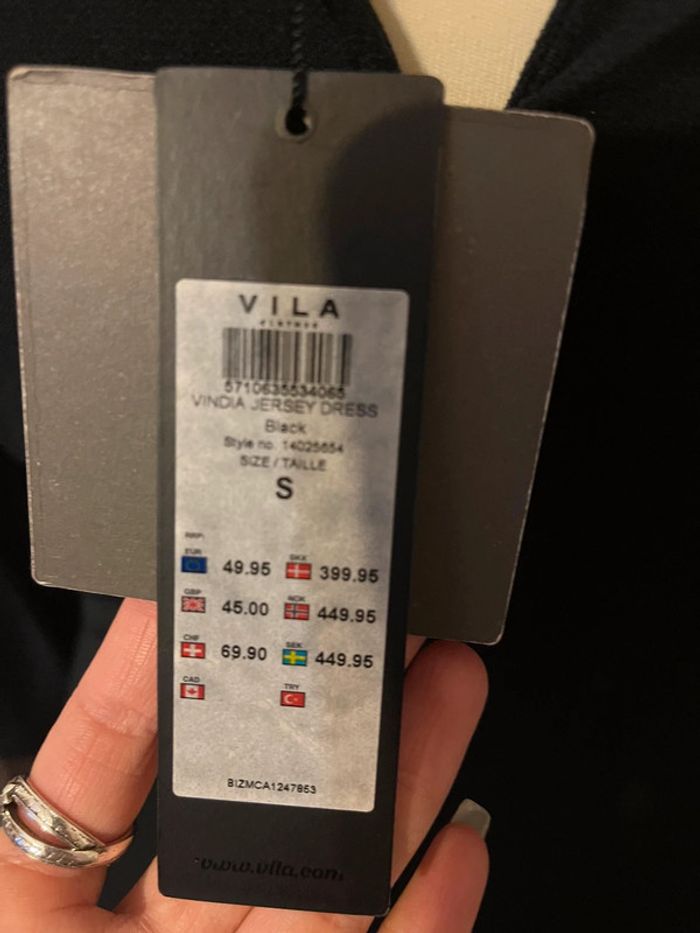 VILA
CLOTHES
5710635534065
VINDIA JERSEY DRESS
Black
Style no. 14025654
SIZE / TAILLE
S
RRP:
EUR 49.95 DKK 399.95
GBP 45.00 NOK 449.95
CHF 69.90 SEK 449.95
CAD TRY
BIZMCA1247853
www.vila.com